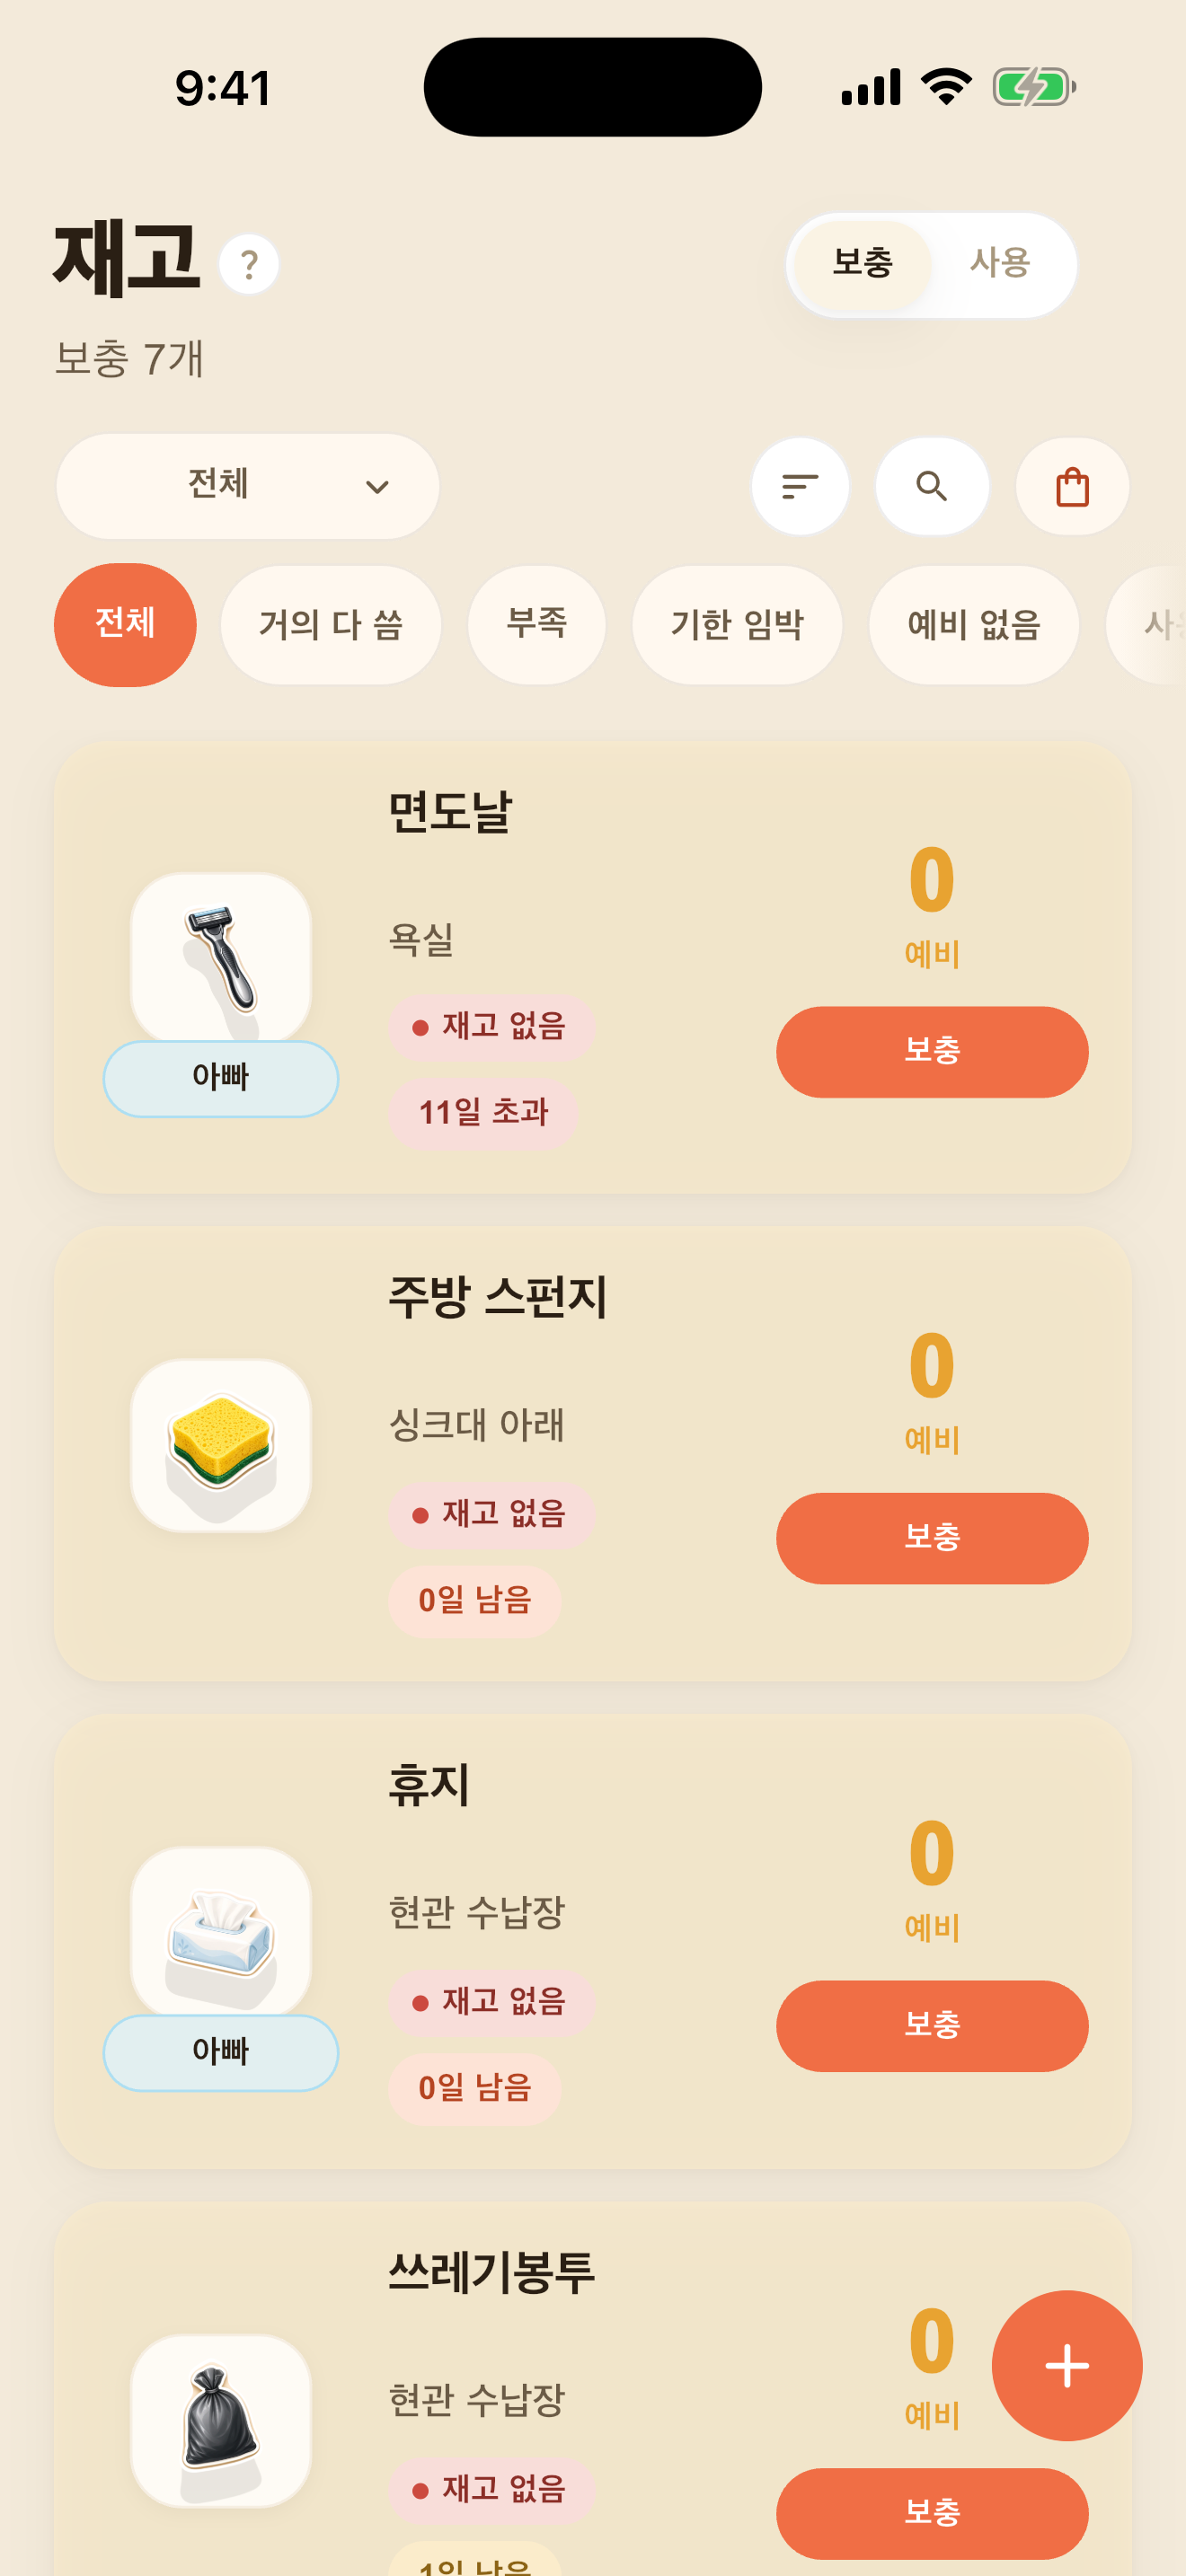 9:41
재고 ?
보충 사용
보충 7개
전체
전체 거의 다 씀 부족 기한 임박 예비 없음
면도날
욕실
재고 없음
11일 초과
아빠
0
예비
보충
주방 스펀지
싱크대 아래
재고 없음
0일 남음
0
예비
보충
휴지
현관 수납장
재고 없음
0일 남음
아빠
0
예비
보충
쓰레기봉투
현관 수납장
재고 없음
1일 남음
0
예비
보충